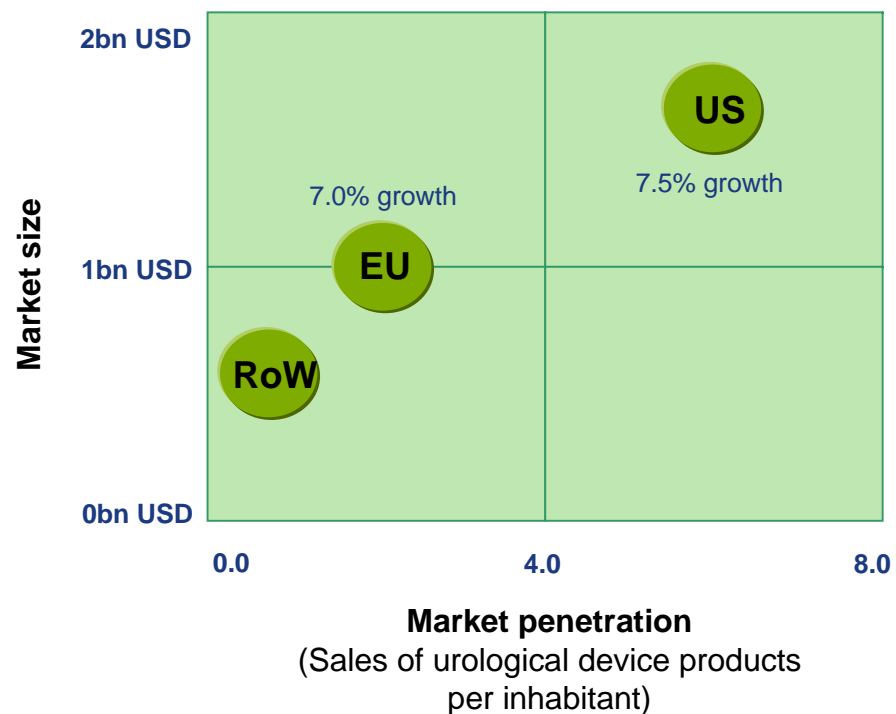 2bn USD
US
7.0% growth
7.5% growth
Market size
1bn USD
EU
RoW
0bn USD
0.0
4.0
8.0
Market penetration
(Sales of urological device products
per inhabitant)